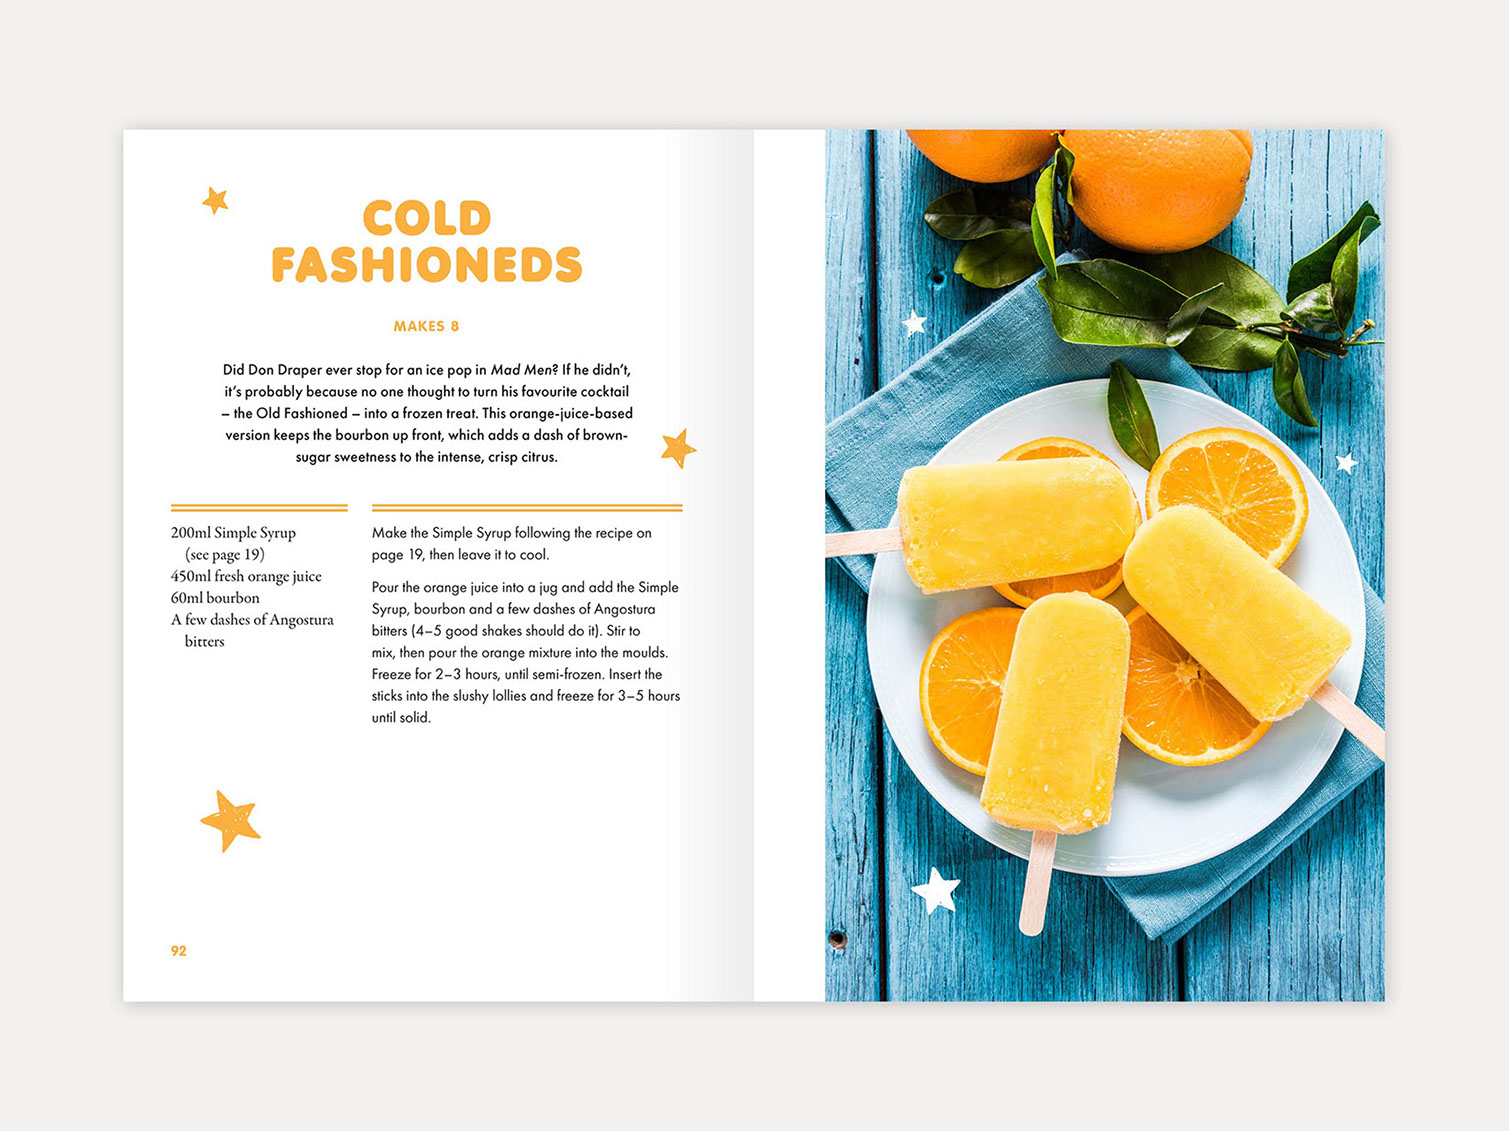 COLD
FASHIONEDS
MAKES 8
Did Don Draper ever stop for an ice pop in Mad Men? If he didn't,
it's probably because no one thought to turn his favourite cocktail
– the Old Fashioned – into a frozen treat. This orange-juice-based
version keeps the bourbon up front, which adds a dash of brown-
sugar sweetness to the intense, crisp citrus.
200ml Simple Syrup
(see page 19)
450ml fresh orange juice
60ml bourbon
A few dashes of Angostura
bitters
Make the Simple Syrup following the recipe on
page 19, then leave it to cool.
Pour the orange juice into a jug and add the Simple
Syrup, bourbon and a few dashes of Angostura
bitters (4–5 good shakes should do it). Stir to
mix, then pour the orange mixture into the moulds.
Freeze for 2–3 hours, until semi-frozen. Insert the
sticks into the slushy lollies and freeze for 3–5 hours
until solid.
92